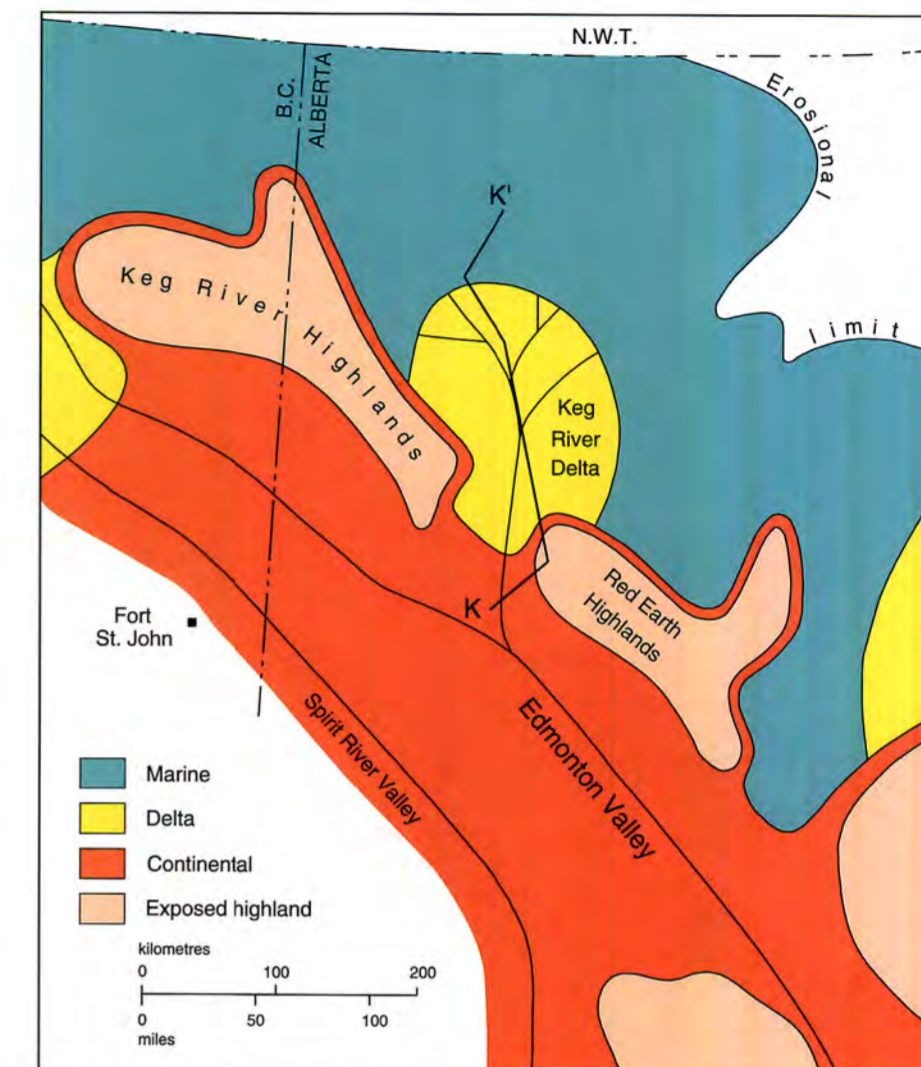 N.W.T.
B.C.
ALBERTA
Erosional
limit
K'
Keg River Highlands
Keg
River
Delta
K
Red Earth
Highlands
Fort
St. John
Spirit River Valley
Edmonton Valley
Marine
Delta
Continental
Exposed highland
kilometres
0 100 200
0 50 100
miles